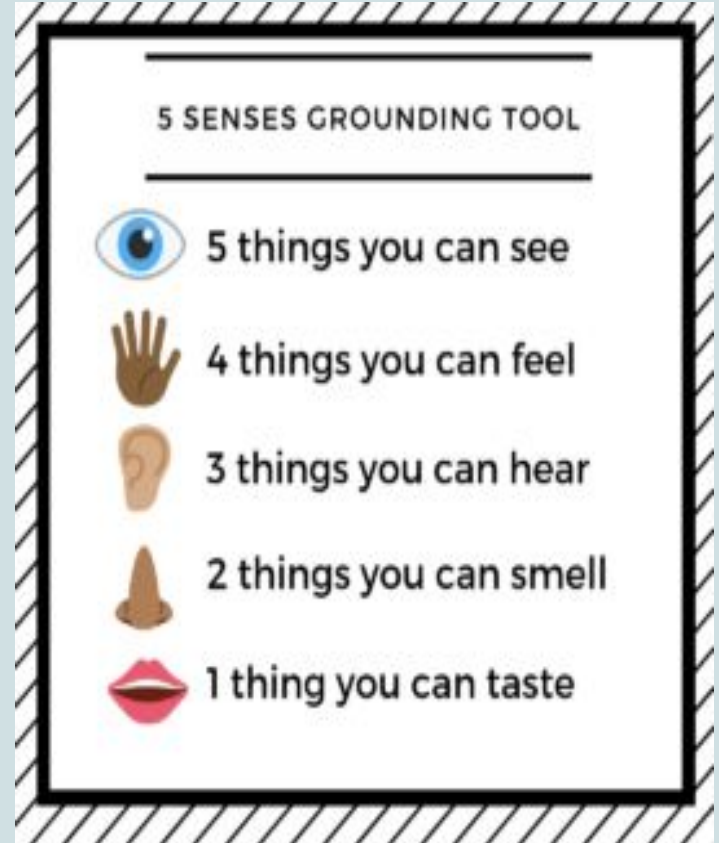 5 SENSES GROUNDING TOOL
5 things you can see
4 things you can feel
3 things you can hear
2 things you can smell
1 thing you can taste